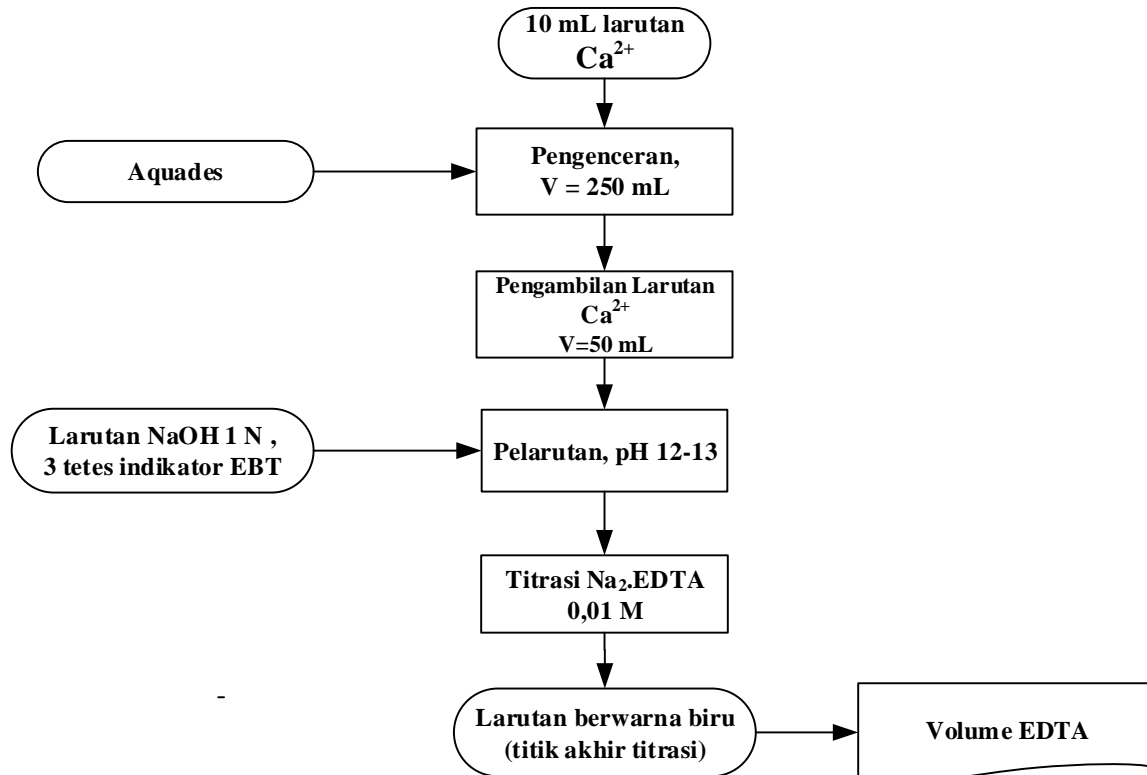 10 mL larutan
Ca²⁺
Aquades
Pengenceran,
V = 250 mL
Pengambilan Larutan
Ca²⁺
V=50 mL
Larutan NaOH 1 N ,
3 tetes indikator EBT
Pelarutan, pH 12-13
Titrasi Na₂.EDTA
0,01 M
-
Larutan berwarna biru
(titik akhir titrasi)
Volume EDTA